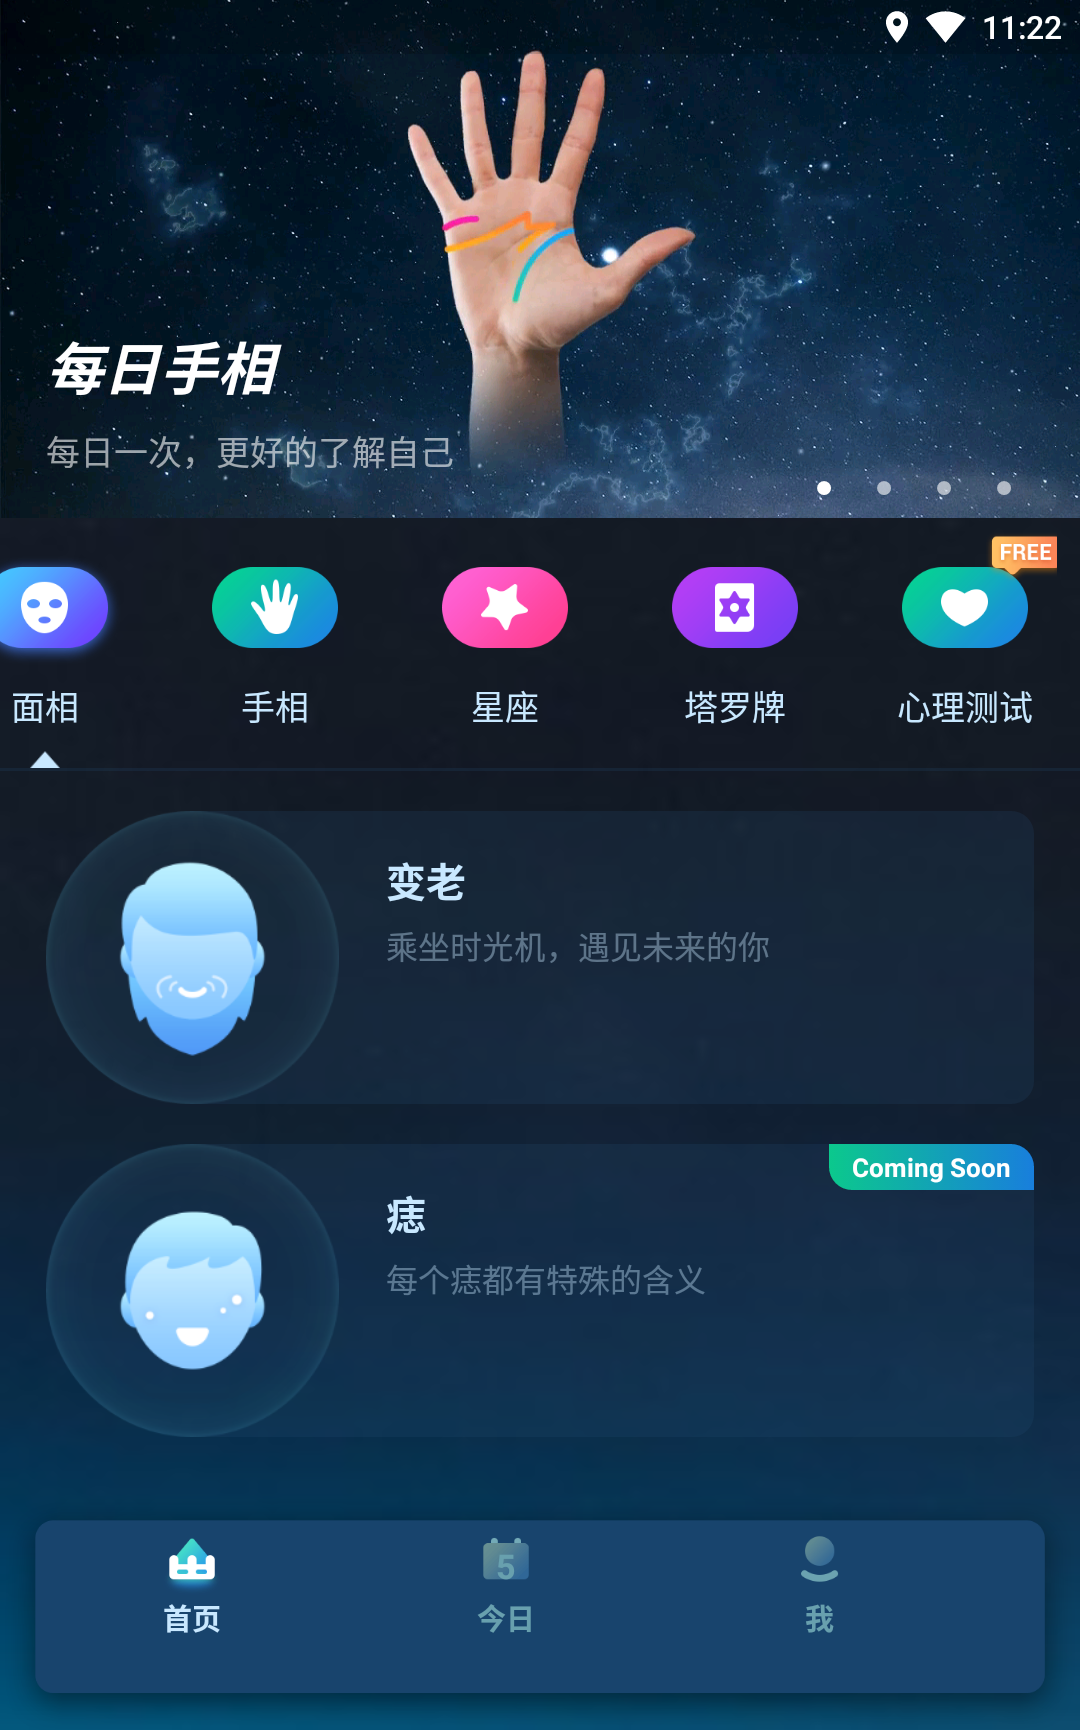 11:22
每日手相
每日一次，更好的了解自己
FREE
面相
手相
星座
塔罗牌
心理测试
变老
乘坐时光机，遇见未来的你
Coming Soon
痣
每个痣都有特殊的含义
5
首页
今日
我